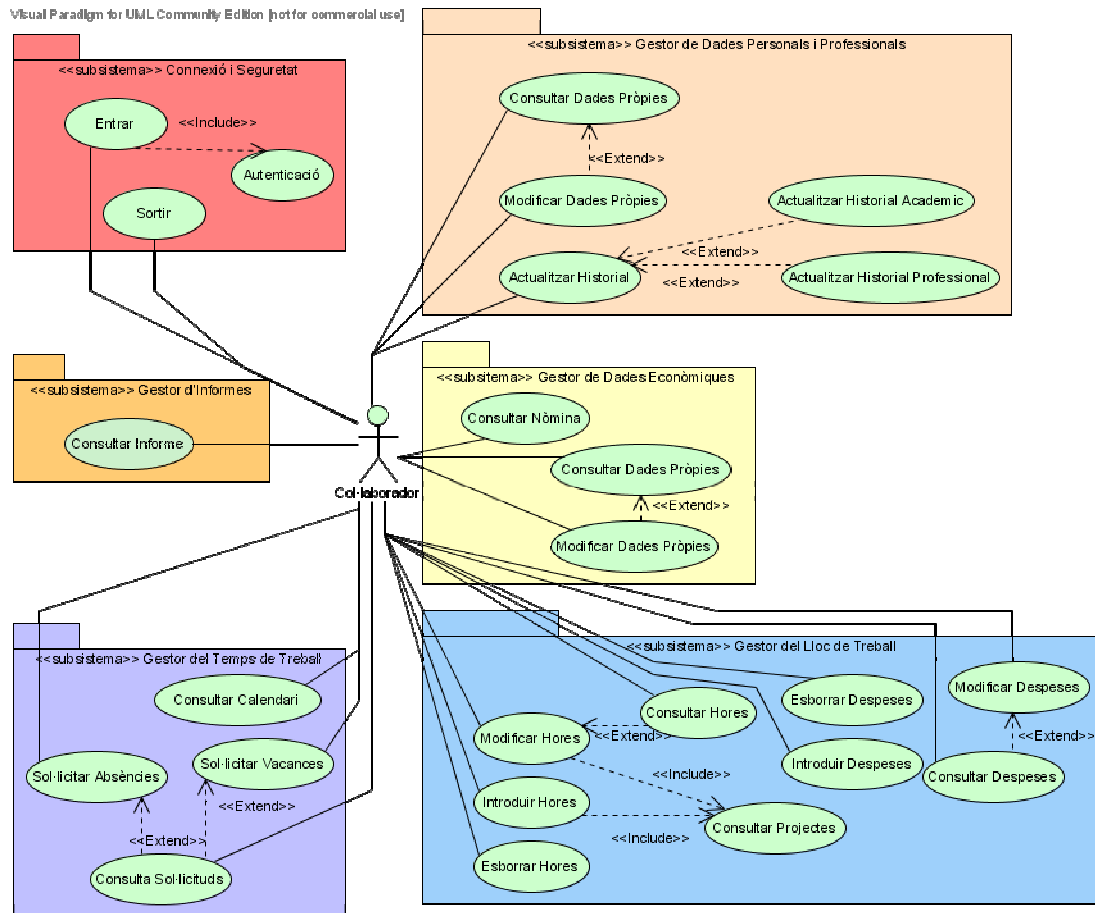 Visual Paradigm for UML Community Edition [not for commercial use]
<<subsistema>> Connexió i Seguretat
Entrar
<<Include>>
Autenticació
Sortir
<<subsistema>> Gestor de Dades Personals i Professionals
Consultar Dades Pròpies
<<Extend>>
Modificar Dades Pròpies
Actualitzar Historial Academic
<<Extend>>
Actualitzar Historial
<<Extend>>
Actualitzar Historial Professional
<<subsistema>> Gestor d'Informes
Consultar Informe
Col·laborador
<<subsitema>> Gestor de Dades Econòmiques
Consultar Nòmina
Consultar Dades Pròpies
<<Extend>>
Modificar Dades Pròpies
<<subsistema>> Gestor del Temps de Treball
Consultar Calendari
Sol·licitar Absències
Sol·licitar Vacances
<<Extend>>
<<Extend>>
Consulta Sol·licituds
<<subsistema>> Gestor del Lloc de Treball
Consultar Hores
Esborrar Despeses
Modificar Despeses
Modificar Hores
<<Extend>>
<<Extend>>
Introduir Despeses
Consultar Despeses
<<Include>>
Introduir Hores
Consultar Projectes
<<Include>>
Esborrar Hores